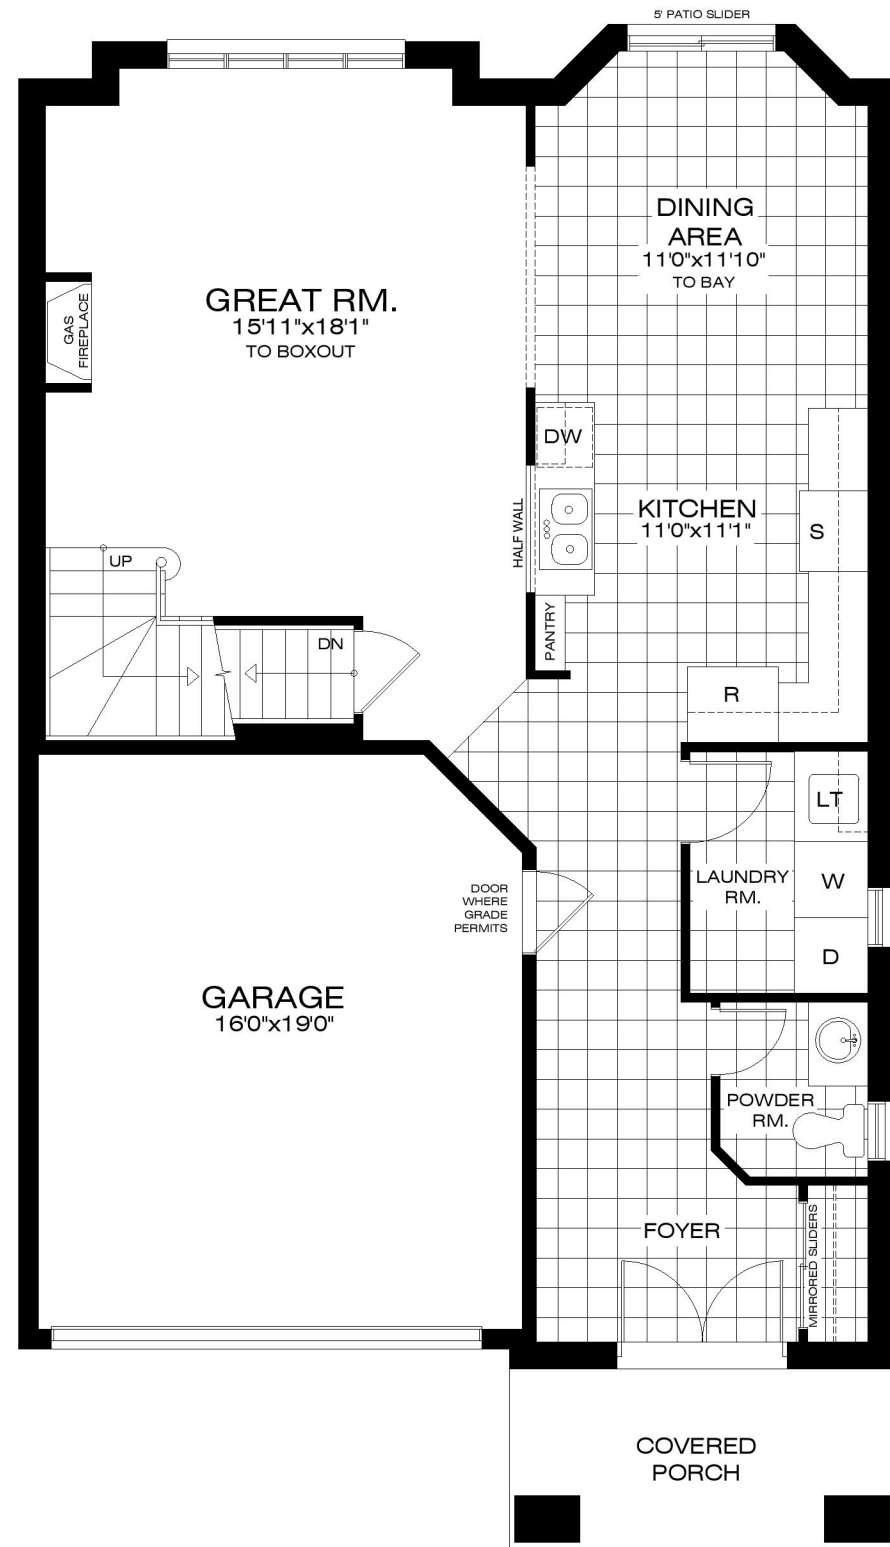 5' PATIO SLIDER
DINING
AREA
11'0"x11'10"
TO BAY
GREAT RM.
15'11"x18'1"
TO BOXOUT
GAS
FIREPLACE
DW
HALF WALL
KITCHEN
11'0"x11'1"
S
UP
PANTRY
DN
R
LT
LAUNDRY
RM.
W
DOOR
WHERE
GRADE
PERMITS
D
GARAGE
16'0"x19'0"
POWDER
RM.
FOYER
MIRRORED SLIDERS
COVERED
PORCH